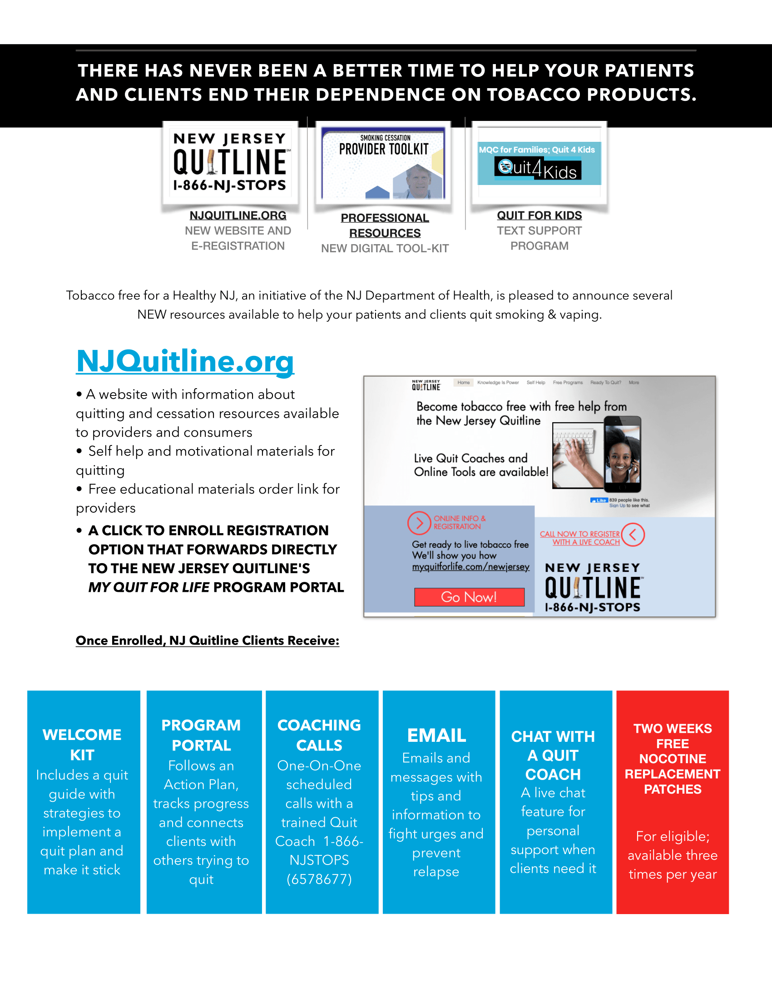 THERE HAS NEVER BEEN A BETTER TIME TO HELP YOUR PATIENTS
AND CLIENTS END THEIR DEPENDENCE ON TOBACCO PRODUCTS.
NEW JERSEY
QUITLINE℠
1-866-NJ-STOPS
NJQUITLINE.ORG
NEW WEBSITE AND
E-REGISTRATION
SMOKING CESSATION
PROVIDER TOOLKIT
PROFESSIONAL
RESOURCES
NEW DIGITAL TOOL-KIT
MQC for Families; Quit 4 Kids
Quit4Kids
QUIT FOR KIDS
TEXT SUPPORT
PROGRAM
Tobacco free for a Healthy NJ, an initiative of the NJ Department of Health, is pleased to announce several
NEW resources available to help your patients and clients quit smoking & vaping.
NJQuitline.org
• A website with information about
quitting and cessation resources available
to providers and consumers
• Self help and motivational materials for
quitting
• Free educational materials order link for
providers
• A CLICK TO ENROLL REGISTRATION
OPTION THAT FORWARDS DIRECTLY
TO THE NEW JERSEY QUITLINE'S
MY QUIT FOR LIFE PROGRAM PORTAL
NEW JERSEY
QUITLINE
Home Knowledge Is Power Self Help Free Programs Ready To Quit? More
Become tobacco free with free help from
the New Jersey Quitline
Live Quit Coaches and
Online Tools are available!
Like 839 people like this.
Sign Up to see what
ONLINE INFO &
REGISTRATION
Get ready to live tobacco free
We'll show you how
myquitforlife.com/newjersey
Go Now!
CALL NOW TO REGISTER
WITH A LIVE COACH
NEW JERSEY
QUITLINE℠
1-866-NJ-STOPS
Once Enrolled, NJ Quitline Clients Receive:
WELCOME
KIT
Includes a quit
guide with
strategies to
implement a
quit plan and
make it stick
PROGRAM
PORTAL
Follows an
Action Plan,
tracks progress
and connects
clients with
others trying to
quit
COACHING
CALLS
One-On-One
scheduled
calls with a
trained Quit
Coach 1-866-
NJSTOPS
(6578677)
EMAIL
Emails and
messages with
tips and
information to
fight urges and
prevent
relapse
CHAT WITH
A QUIT
COACH
A live chat
feature for
personal
support when
clients need it
TWO WEEKS
FREE
NOCOTINE
REPLACEMENT
PATCHES
For eligible;
available three
times per year